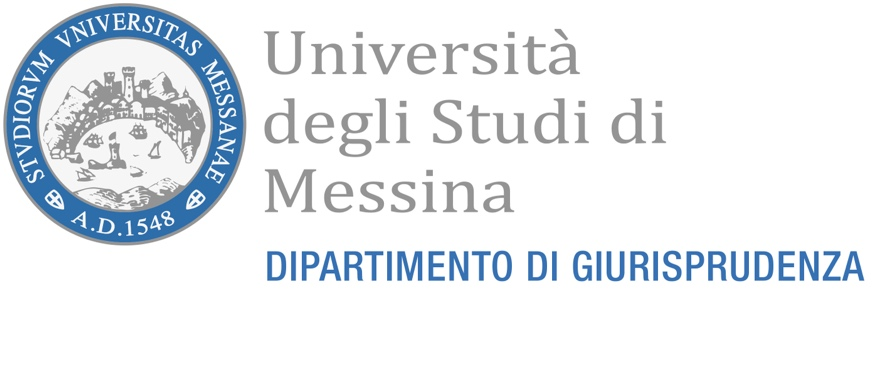 STVDIORVM VNIVERSITAS MESSANAE
A.D.1548
Università
degli Studi di
Messina
DIPARTIMENTO DI GIURISPRUDENZA